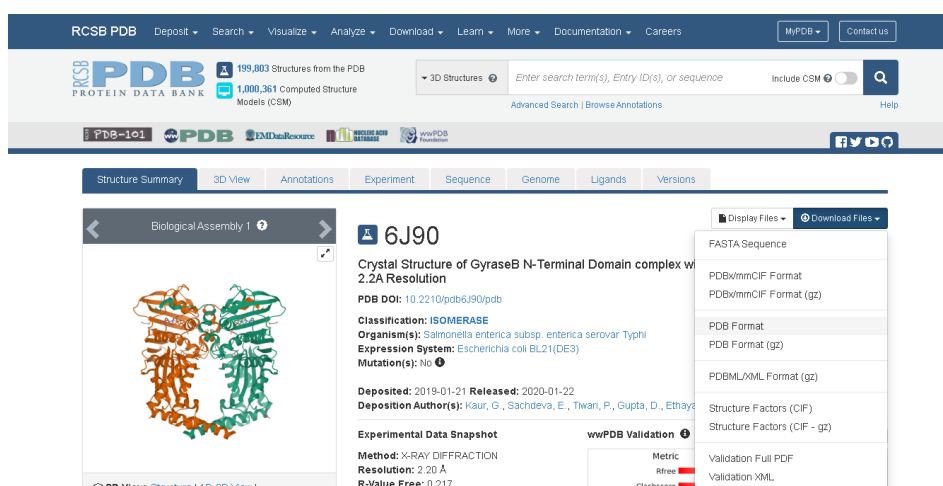 RCSB PDB Deposit Search Visualize Analyze Download Learn More Documentation Careers MyPDB Contact us
RCSB PDB
PROTEIN DATA BANK
199,803 Structures from the PDB
1,000,361 Computed Structure
Models (CSM)
3D Structures
Enter search term(s), Entry ID(s), or sequence
Include CSM
Advanced Search | Browse Annotations
Help
PDB-101 PDB EMDataResource NUCLEIC ACID DATABASE wwPDB Foundation
Structure Summary 3D View Annotations Experiment Sequence Genome Ligands Versions
Biological Assembly 1
Display Files Download Files
6J90
Crystal Structure of GyraseB N-Terminal Domain complex wi
2.2A Resolution
PDB DOI: 10.2210/pdb6J90/pdb
Classification: ISOMERASE
Organism(s): Salmonella enterica subsp. enterica serovar Typhi
Expression System: Escherichia coli BL21(DE3)
Mutation(s): No
Deposited: 2019-01-21 Released: 2020-01-22
Deposition Author(s): Kaur, G., Sachdeva, E., Tiwari, P., Gupta, D., Ethaya
Experimental Data Snapshot
Method: X-RAY DIFFRACTION
Resolution: 2.20 Å
R-Value Free: 0.217
wwPDB Validation
Metric
Rfree
FASTA Sequence
PDBx/mmCIF Format
PDBx/mmCIF Format (gz)
PDB Format
PDB Format (gz)
PDBML/XML Format (gz)
Structure Factors (CIF)
Structure Factors (CIF - gz)
Validation Full PDF
Validation XML